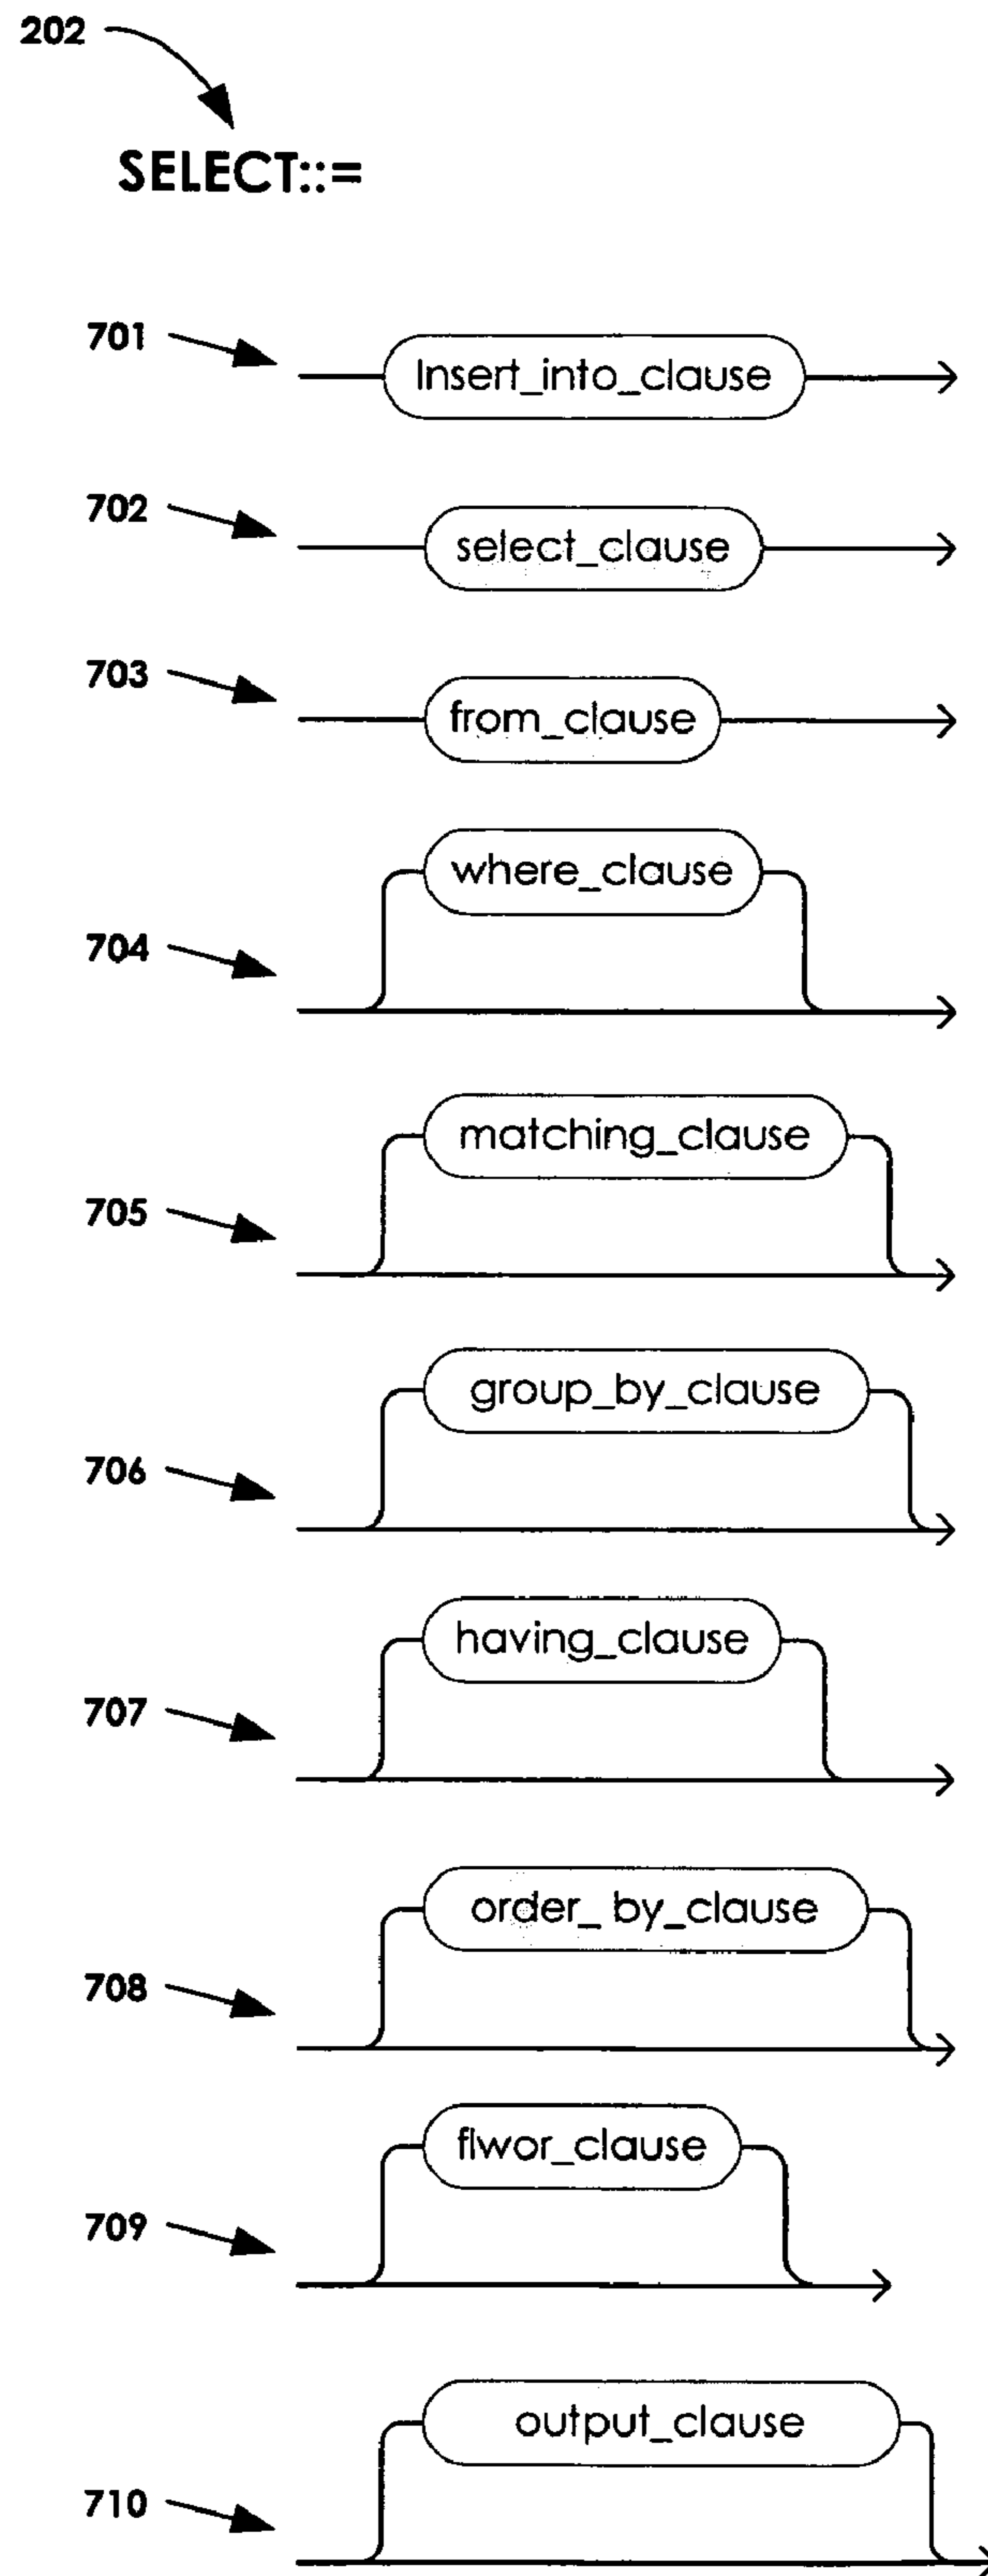 202
SELECT::=
701 Insert_into_clause
702 select_clause
703 from_clause
where_clause
704
matching_clause
705
group_by_clause
706
having_clause
707
order_ by_clause
708
flwor_clause
709
output_clause
710